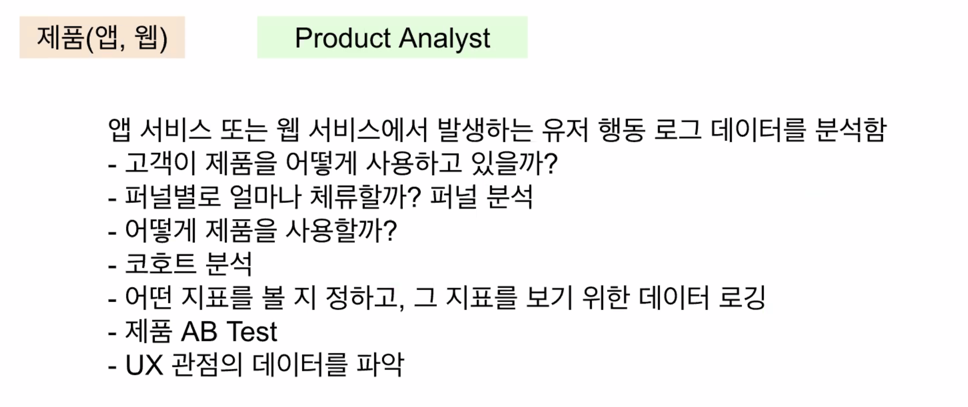 제품(앱, 웹)
Product Analyst
앱 서비스 또는 웹 서비스에서 발생하는 유저 행동 로그 데이터를 분석함
- 고객이 제품을 어떻게 사용하고 있을까?
- 퍼널별로 얼마나 체류할까? 퍼널 분석
- 어떻게 제품을 사용할까?
- 코호트 분석
- 어떤 지표를 볼 지 정하고, 그 지표를 보기 위한 데이터 로깅
- 제품 AB Test
- UX 관점의 데이터를 파악